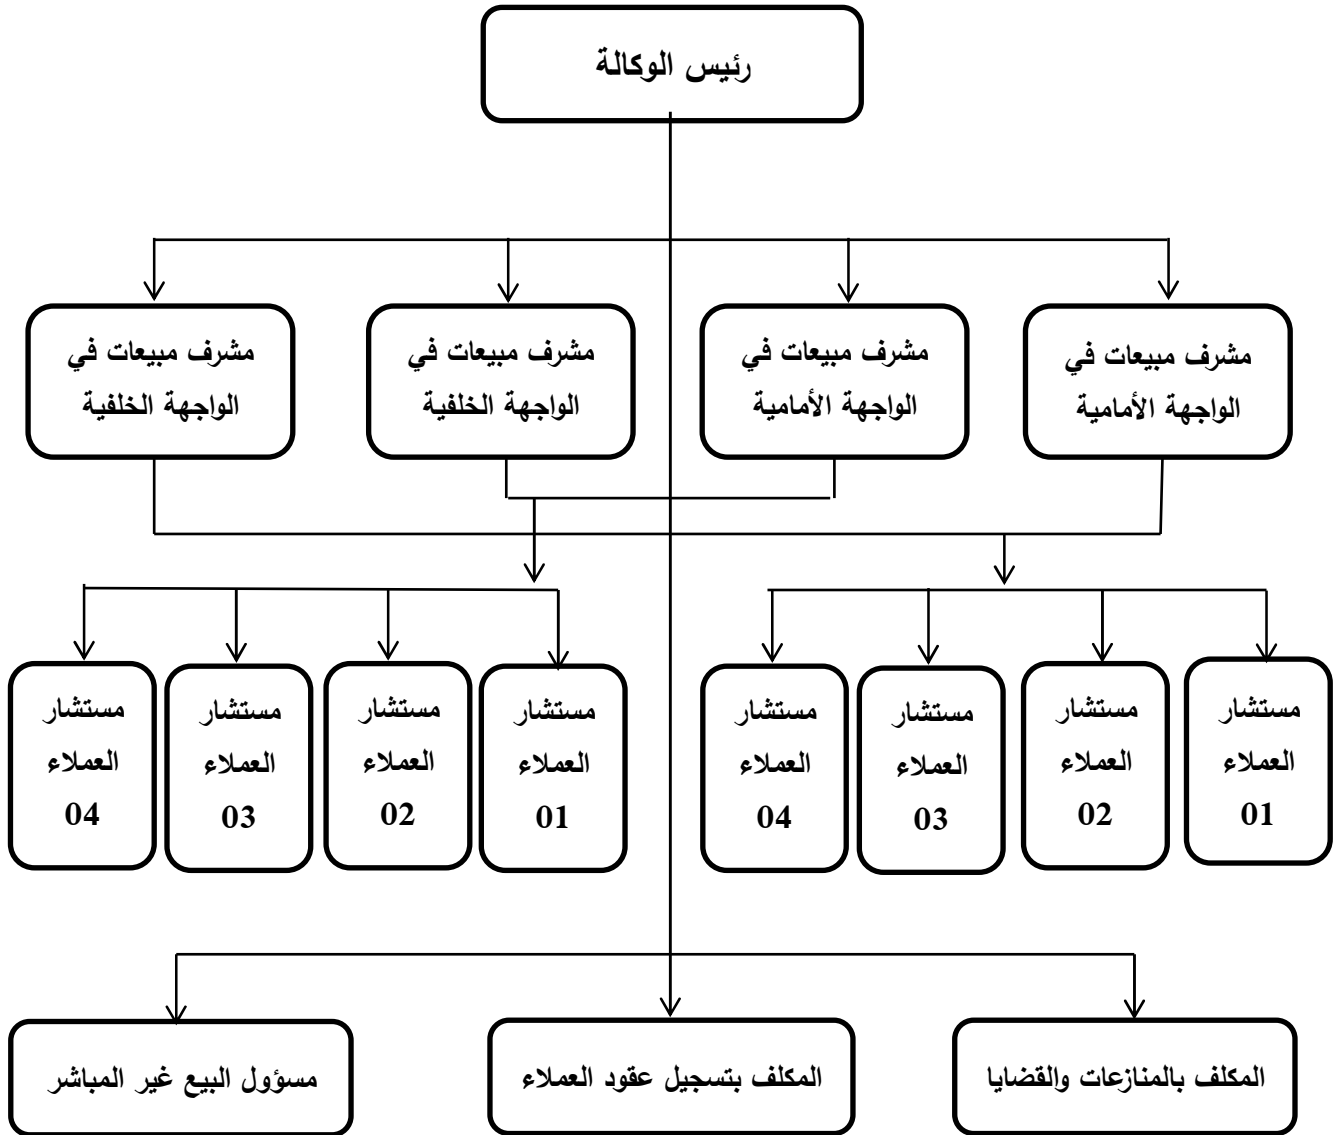 رئيس الوكالة
مشرف مبيعات في
الواجهة الأمامية
مشرف مبيعات في
الواجهة الأمامية
مشرف مبيعات في
الواجهة الخلفية
مشرف مبيعات في
الواجهة الخلفية
مستشار
العملاء
01
مستشار
العملاء
02
مستشار
العملاء
03
مستشار
العملاء
04
مستشار
العملاء
01
مستشار
العملاء
02
مستشار
العملاء
03
مستشار
العملاء
04
المكلف بالمنازعات والقضايا
المكلف بتسجيل عقود العملاء
مسؤول البيع غير المباشر